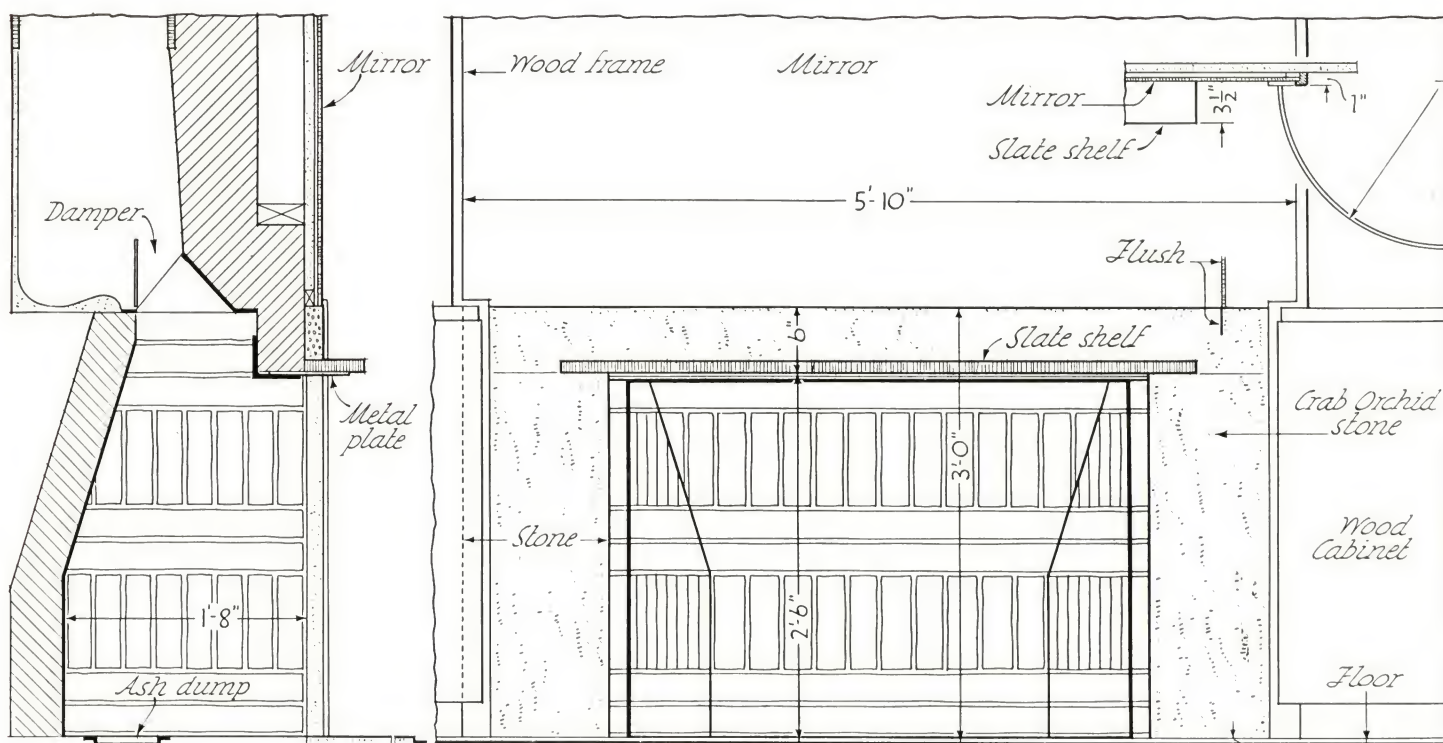 Mirror
Wood frame
Mirror
Mirror
3 1/2"
1"
Slate shelf
Damper
5'-10"
Flush
6"
Slate shelf
Metal
plate
Crab Orchid
stone
3'-0"
Stone
Wood
Cabinet
1'-8"
2'-6"
Ash dump
Floor